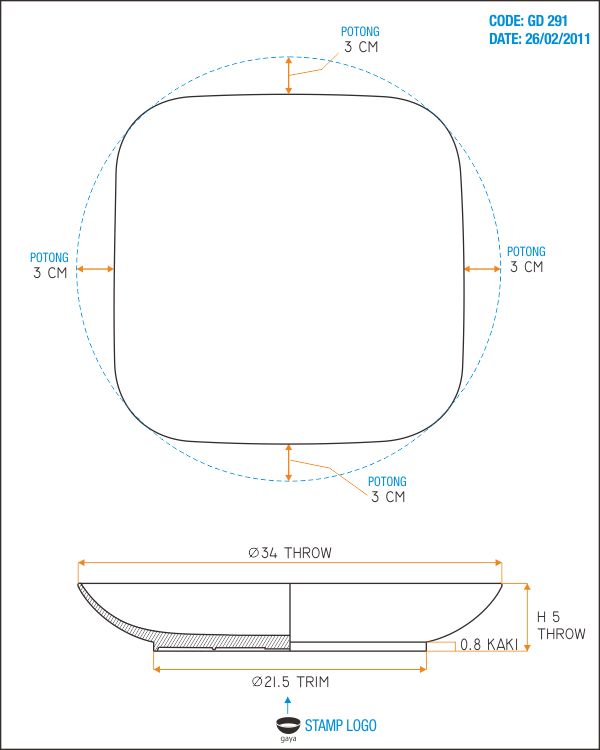 CODE: GD 291
DATE: 26/02/2011
POTONG
3 CM
POTONG
3 CM
POTONG
3 CM
POTONG
3 CM
Ø34 THROW
H 5
THROW
0.8 KAKI
Ø21.5 TRIM
STAMP LOGO
gaya